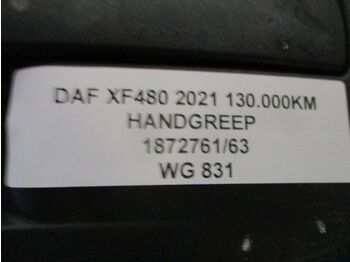 DAF XF480 2021 130.000KM
HANDGREEP
1872761/63
WG 831